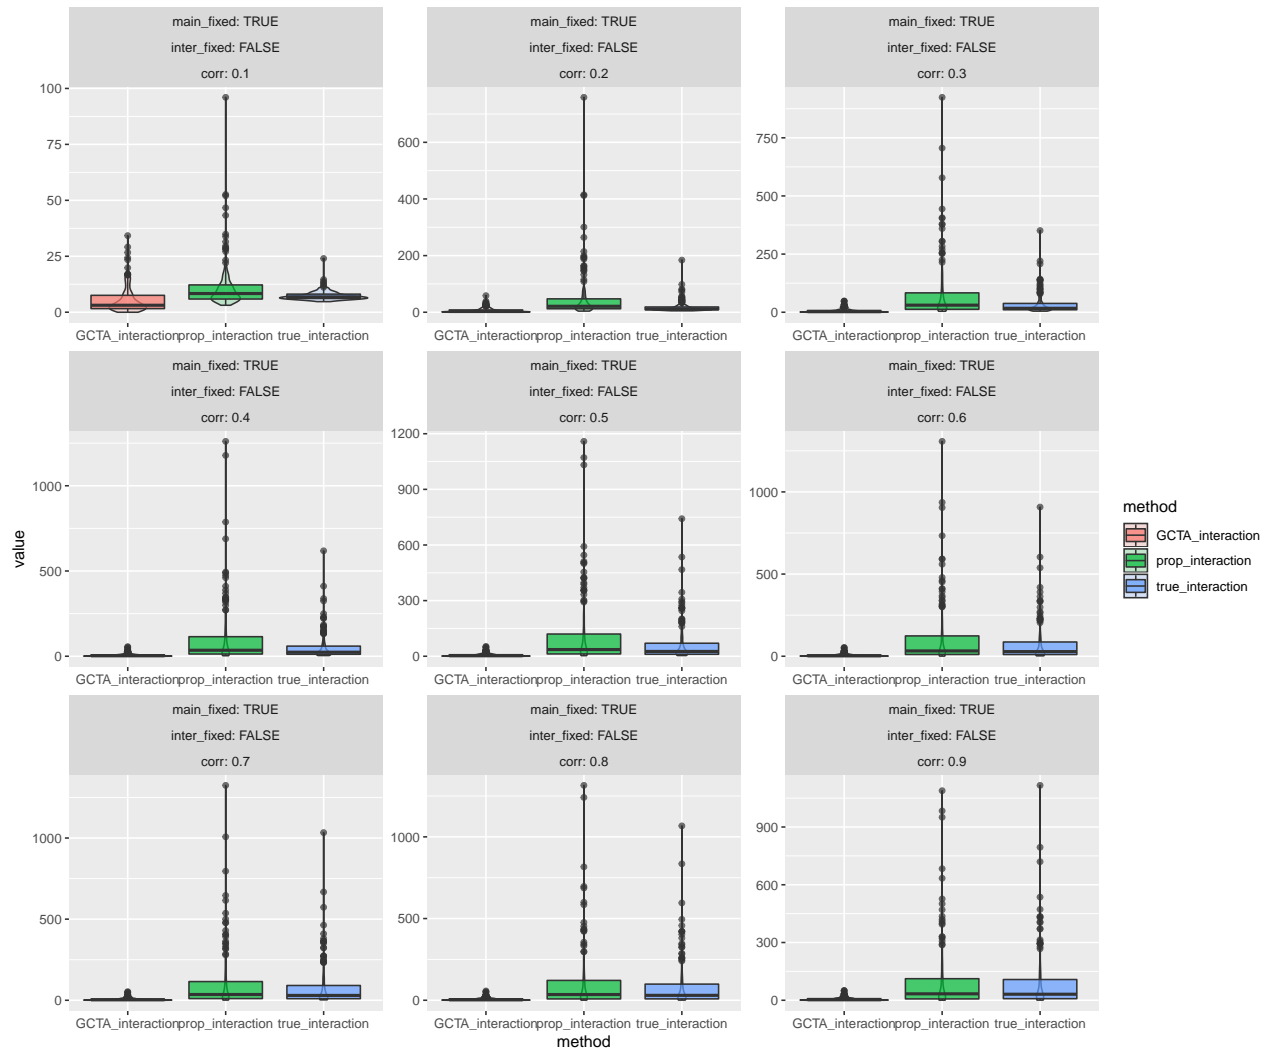 main_fixed: TRUE
inter_fixed: FALSE
corr: 0.1
100
75
50
25
0
GCTA_interaction prop_interaction true_interaction
main_fixed: TRUE
inter_fixed: FALSE
corr: 0.2
600
400
200
0
GCTA_interaction prop_interaction true_interaction
main_fixed: TRUE
inter_fixed: FALSE
corr: 0.3
750
500
250
0
GCTA_interaction prop_interaction true_interaction
main_fixed: TRUE
inter_fixed: FALSE
corr: 0.4
1000
500
0
GCTA_interaction prop_interaction true_interaction
main_fixed: TRUE
inter_fixed: FALSE
corr: 0.5
1200
900
600
300
0
GCTA_interaction prop_interaction true_interaction
main_fixed: TRUE
inter_fixed: FALSE
corr: 0.6
1000
500
0
GCTA_interaction prop_interaction true_interaction
main_fixed: TRUE
inter_fixed: FALSE
corr: 0.7
1000
500
0
GCTA_interaction prop_interaction true_interaction
main_fixed: TRUE
inter_fixed: FALSE
corr: 0.8
1000
500
0
GCTA_interaction prop_interaction true_interaction
main_fixed: TRUE
inter_fixed: FALSE
corr: 0.9
900
600
300
0
GCTA_interaction prop_interaction true_interaction
value
method
method
GCTA_interaction
prop_interaction
true_interaction